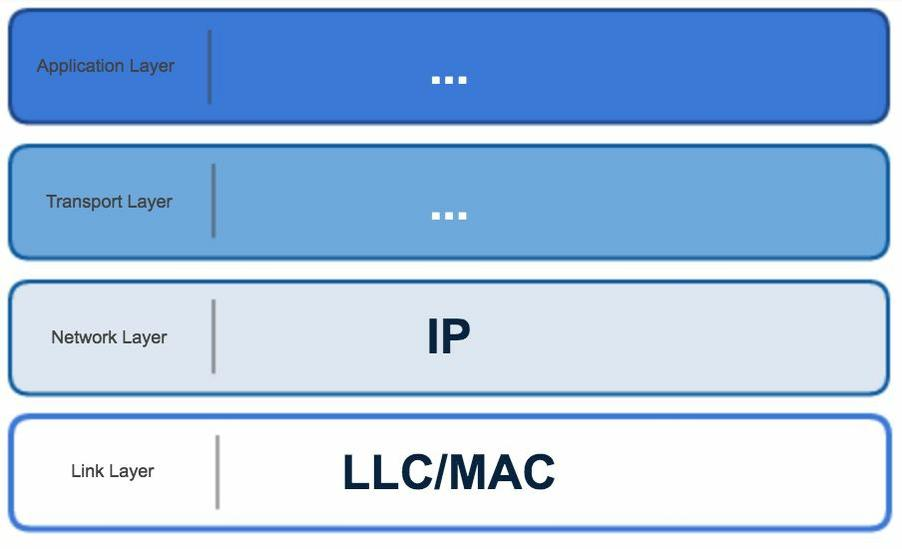 Application Layer
...
Transport Layer
...
Network Layer
IP
Link Layer
LLC/MAC